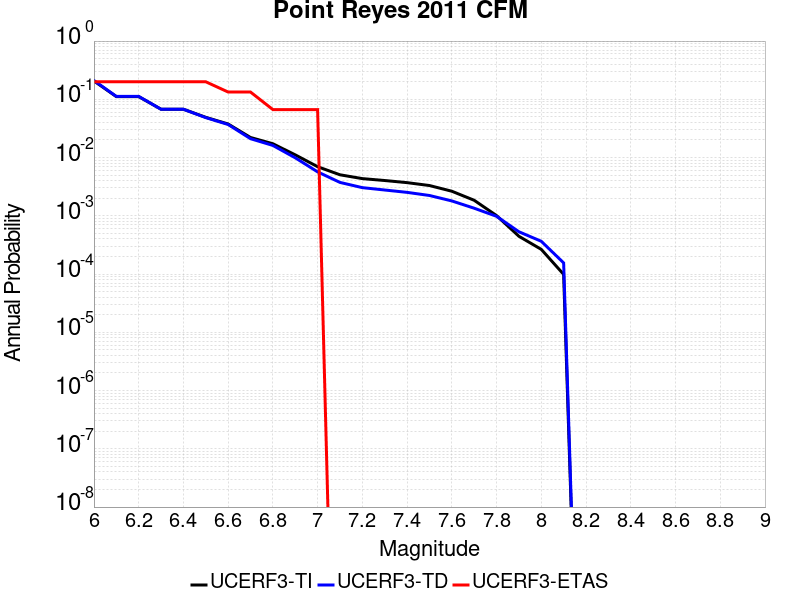 Point Reyes 2011 CFM
10^0
10^-1
10^-2
10^-3
10^-4
10^-5
10^-6
10^-7
10^-8
Annual Probability
6 6.2 6.4 6.6 6.8 7 7.2 7.4 7.6 7.8 8 8.2 8.4 8.6 8.8 9
Magnitude
UCERF3-TI UCERF3-TD UCERF3-ETAS